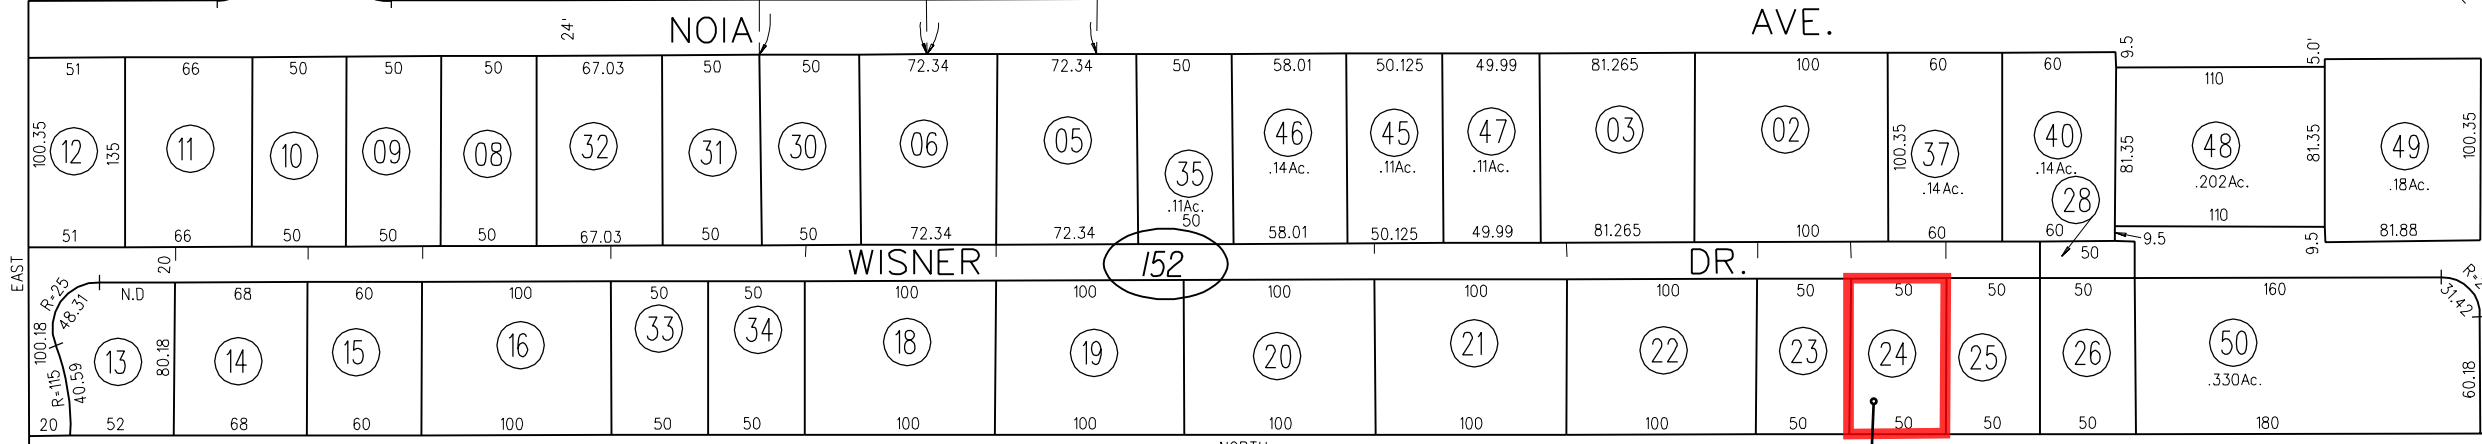 24' NOIA AVE. 9.5 5.0'
51 66 50 50 50 67.03 50 50 72.34 72.34 50 58.01 50.125 49.99 81.265 100 60 60 110
100.35 12 135 11 10 09 08 32 31 30 06 05 35 46 45 47 03 02 100.35 37 40 81.35 48 81.35 49 100.35
.11Ac. .14Ac. .11Ac. .11Ac. .14Ac. .14Ac. 28 .202Ac. .18Ac.
51 66 50 50 50 67.03 50 50 72.34 72.34 50 58.01 50.125 49.99 81.265 100 60 60 110 81.88
9.5 9.5
EAST 20 WISNER 152 DR. 50
R=25 48.31 N.D 68 60 100 50 50 100 100 100 100 100 50 50 50 50 160 31.42
100.18 13 80.18 14 15 16 33 34 18 19 20 21 22 23 24 25 26 50 60.18
.330Ac.
R=115 40.59
20 52 68 60 100 50 50 100 100 100 100 100 50 50 50 50 180